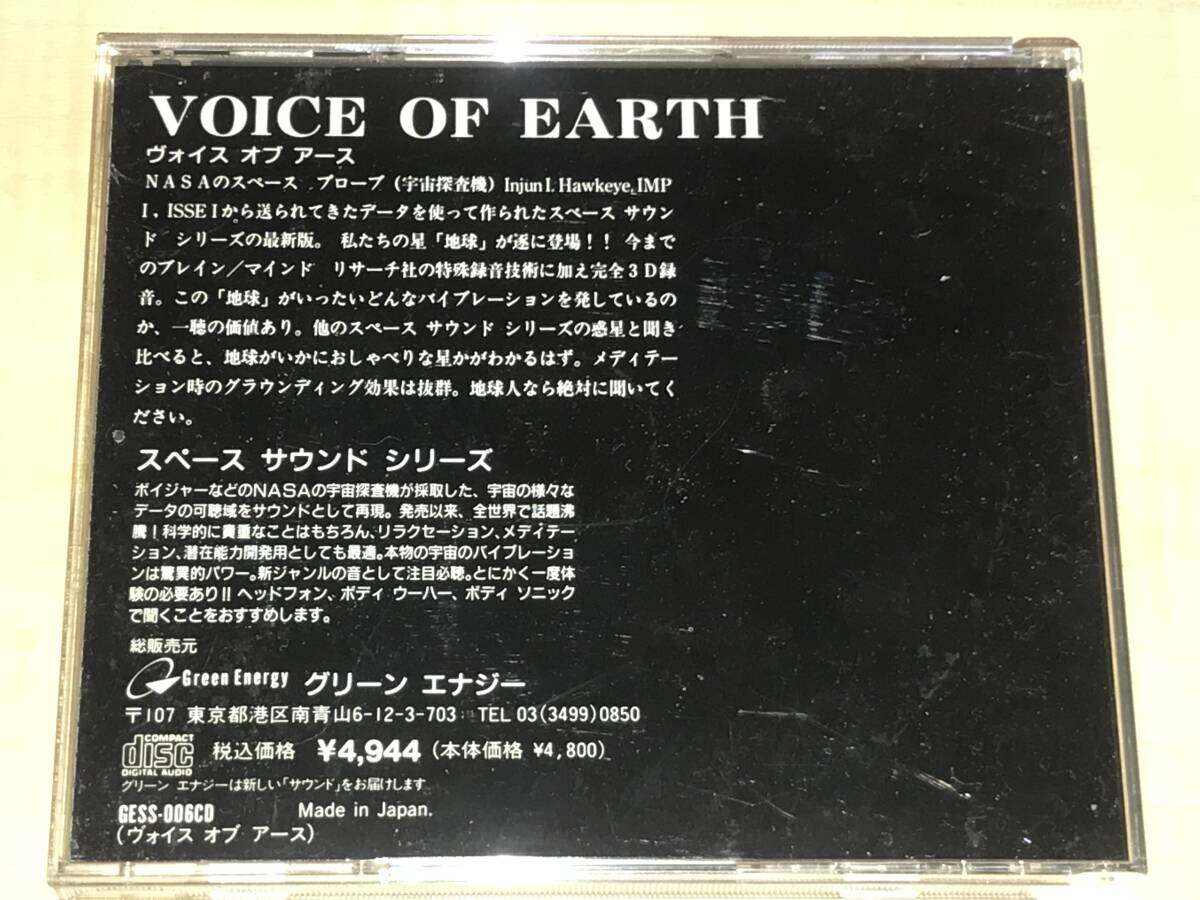 VOICE OF EARTH
ヴォイス オブ アース
NASAのスペース プローブ（宇宙探査機）Injun I. Hawkeye, IMP
I, ISSE Iから送られてきたデータを使って作られたスペース サウン
ド シリーズの最新版。 私たちの星「地球」が遂に登場！！ 今まで
のブレイン／マインド リサーチ社の特殊録音技術に加え完全3D録
音。この「地球」がいったいどんなバイブレーションを発しているの
か、一聴の価値あり。他のスペース サウンド シリーズの惑星と聞き
比べると、地球がいかにおしゃべりな星かがわかるはず。メディテー
ション時のグラウンディング効果は抜群。地球人なら絶対に聞いてく
ださい。
スペース サウンド シリーズ
ボイジャーなどのNASAの宇宙探査機が採取した、宇宙の様々な
データの可聴域をサウンドとして再現。発売以来、全世界で話題沸
騰！科学的に貴重なことはもちろん、リラクセーション、メディテー
ション、潜在能力開発用としても最適。本物の宇宙のバイブレーショ
ンは驚異的パワー。新ジャンルの音として注目必聴。とにかく一度体
験の必要あり!! ヘッドフォン、ボディ ウーハー、ボディ ソニック
で聞くことをおすすめします。
総販売元
Green Energy グリーン エナジー
〒107 東京都港区南青山6-12-3-703 TEL 03(3499)0850
COMPACT disc DIGITAL AUDIO 税込価格 ¥4,944（本体価格 ¥4,800）
グリーン エナジーは新しい「サウンド」をお届けします
GESS-006CD Made in Japan.
（ヴォイス オブ アース）